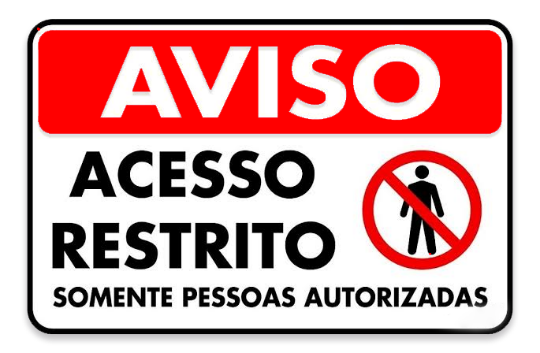 AVISO
ACESSO
RESTRITO
SOMENTE PESSOAS AUTORIZADAS